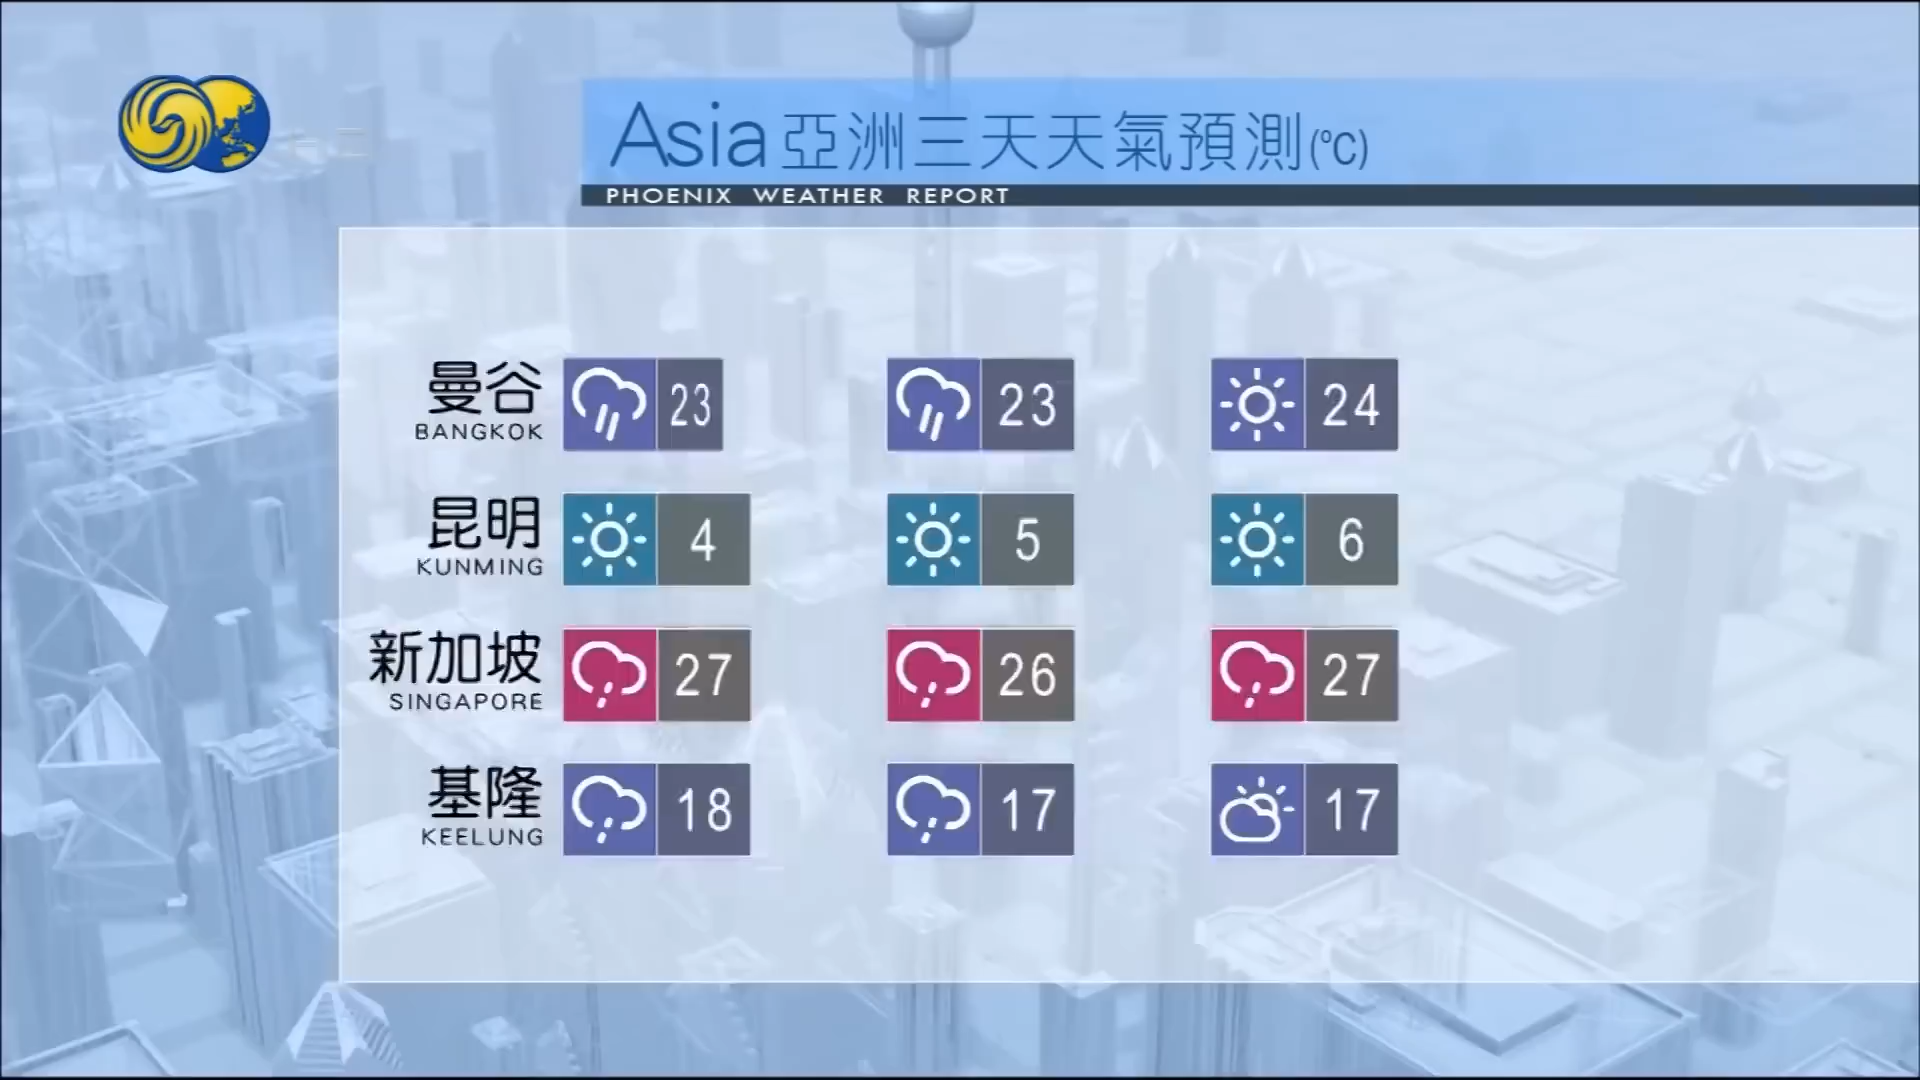 Asia 亞洲三天天氣預測(°C)
PHOENIX WEATHER REPORT
曼谷 23 23 24
BANGKOK
昆明 4 5 6
KUNMING
新加坡 27 26 27
SINGAPORE
基隆 18 17 17
KEELUNG